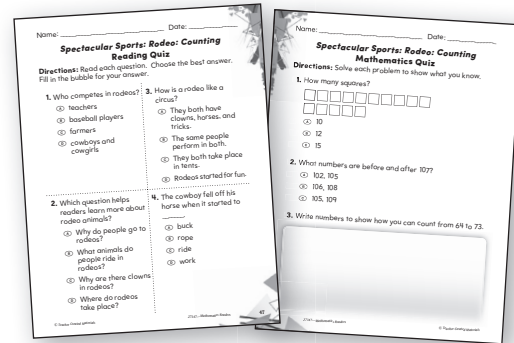 Name: Date:
Spectacular Sports: Rodeo: Counting
Reading Quiz
Directions: Read each question. Choose the best answer.
Fill in the bubble for your answer.
1. Who competes in rodeos?
A teachers
B baseball players
C farmers
D cowboys and
cowgirls
2. Which question helps
readers learn more about
rodeo animals?
A Why do people go to
rodeos?
B What animals do
people ride in
rodeos?
C Why are there clowns
in rodeos?
D Where do rodeos
take place?
3. How is a rodeo like a
circus?
A They both have
clowns, horses, and
tricks.
B The same people
perform in both.
C They both take place
in tents.
D Rodeos started for fun.
4. The cowboy fell off his
horse when it started to
______.
A buck
B rope
C ride
D work
© Teacher Created Materials
Name: Date:
Spectacular Sports: Rodeo: Counting
Mathematics Quiz
Directions: Solve each problem to show what you know.
1. How many squares?
A 10
B 12
C 15
2. What numbers are before and after 107?
A 102, 105
B 106, 108
C 105, 109
3. Write numbers to show how you can count from 64 to 73.
© Teacher Created Materials